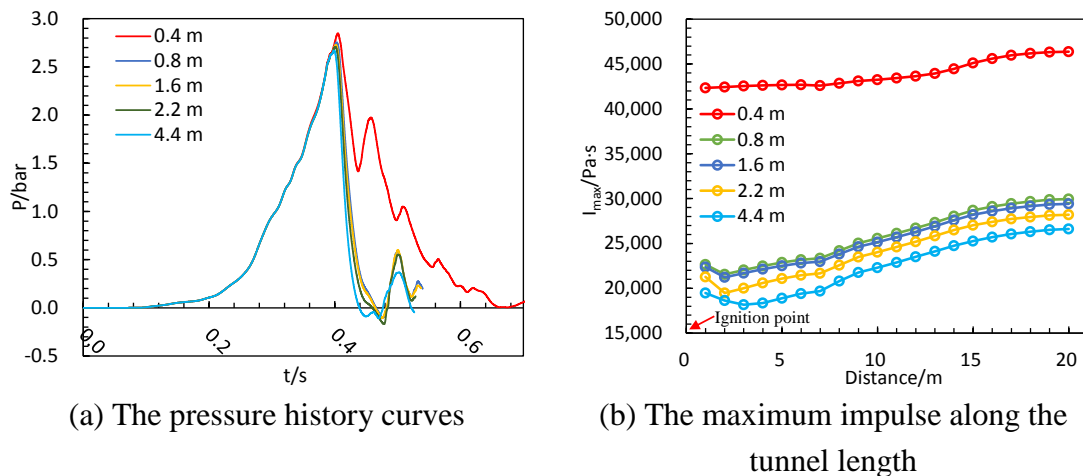 3.0
2.5
2.0
1.5
1.0
0.5
0.0
-0.5
P/bar
0.4 m
0.8 m
1.6 m
2.2 m
4.4 m
0.0
0.2
0.4
0.6
t/s
(a) The pressure history curves
50,000
45,000
40,000
35,000
30,000
25,000
20,000
15,000
Imax/Pa·s
0.4 m
0.8 m
1.6 m
2.2 m
4.4 m
Ignition point
0
5
10
15
20
Distance/m
(b) The maximum impulse along the
tunnel length